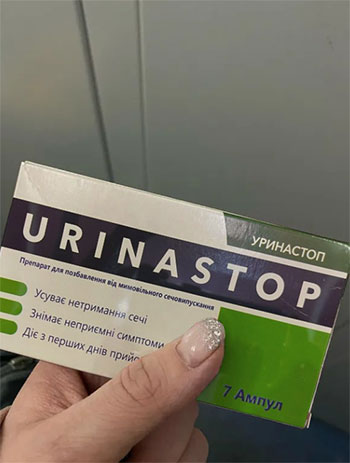 УРИНАСТОП
URINASTOP
Препарат для позбавлення від мимовільного сечовипускання
Усуває нетримання сечі
Знімає неприємні симптоми
Діє з перших днів
7 Ампул